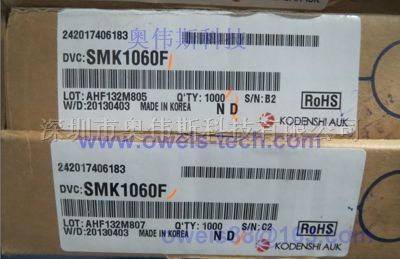 奥伟斯科技
242017406183
DVC: SMK1060F
LOT: AHF132M805 Q'TY: 1000 S/N: B2
W/D: 20130403 MADE IN KOREA N D
RoHS
KODENSHI AUK
深圳市奥伟斯科技有限公司
www.oweis-tech.com
242017406183
DVC: SMK1060F
LOT: AHF132M807 Q'TY: 1000 S/N: C2
W/D: 20130403 MADE IN KOREA N D
RoHS
KODENSHI AUK